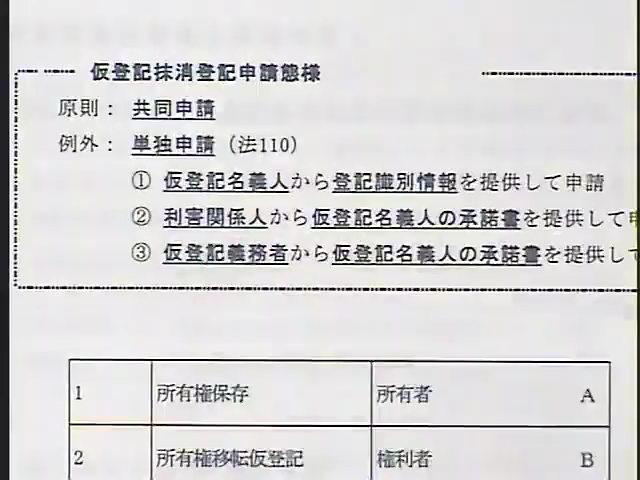 仮登記抹消登記申請態様
原則： 共同申請
例外： 単独申請（法110）
① 仮登記名義人から登記識別情報を提供して申請
② 利害関係人から仮登記名義人の承諾書を提供して申
③ 仮登記義務者から仮登記名義人の承諾書を提供して
1 所有権保存 所有者 A
2 所有権移転仮登記 権利者 B